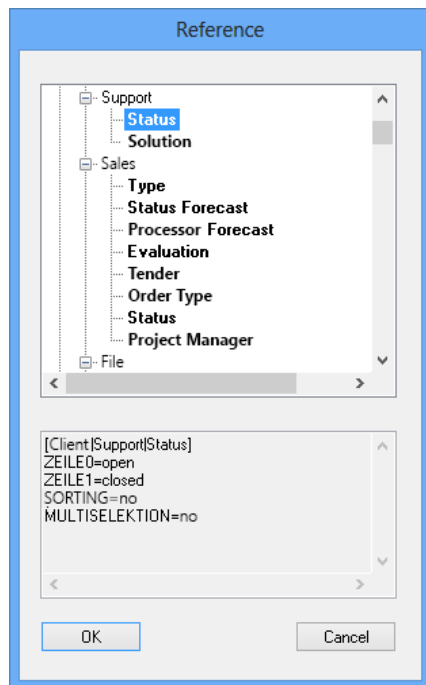 Reference
Support
Status
Solution
Sales
Type
Status Forecast
Processor Forecast
Evaluation
Tender
Order Type
Status
Project Manager
File
[Client|Support|Status]
ZEILE0=open
ZEILE1=closed
SORTING=no
MULTISELEKTION=no
OK Cancel